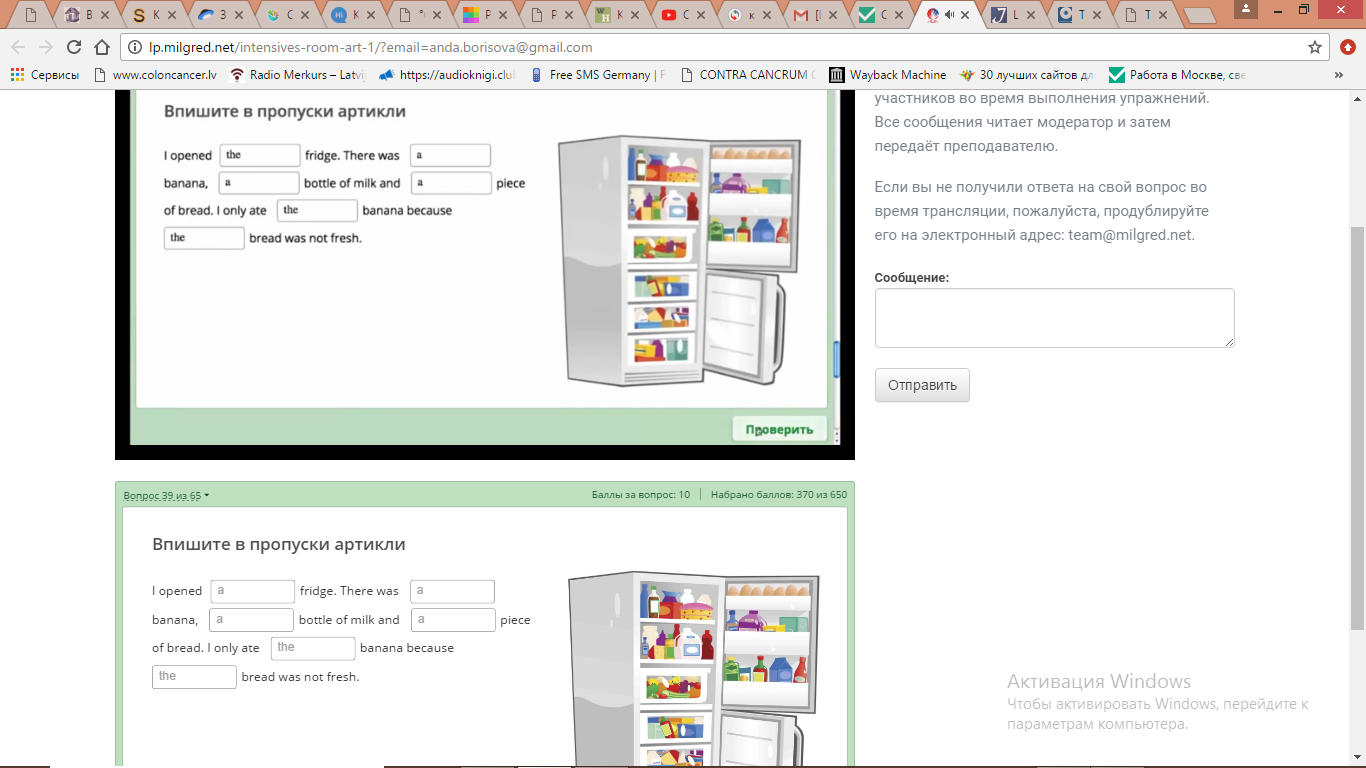 В
К
З
С
К
"
Р
Р
К
С
к
М [
С
L
Т
Т
lp.milgred.net/intensives-room-art-1/?email=anda.borisova@gmail.com
Сервисы www.coloncancer.lv Radio Merkurs – Latvij https://audioknigi.clu Free SMS Germany | F CONTRA CANCRUM Wayback Machine 30 лучших сайтов дл Работа в Москве, све »
Впишите в пропуски артикли
I opened the fridge. There was a
banana, a bottle of milk and a piece
of bread. I only ate the banana because
the bread was not fresh.
Проверить
участников во время выполнения упражнений.
Все сообщения читает модератор и затем
передаёт преподавателю.
Если вы не получили ответа на свой вопрос во
время трансляции, пожалуйста, продублируйте
его на электронный адрес: team@milgred.net.
Сообщение:
Отправить
Вопрос 39 из 65 Баллы за вопрос: 10 | Набрано баллов: 370 из 650
Впишите в пропуски артикли
I opened a fridge. There was a
banana, a bottle of milk and a piece
of bread. I only ate the banana because
the bread was not fresh.
Активация Windows
Чтобы активировать Windows, перейдите к
параметрам компьютера.